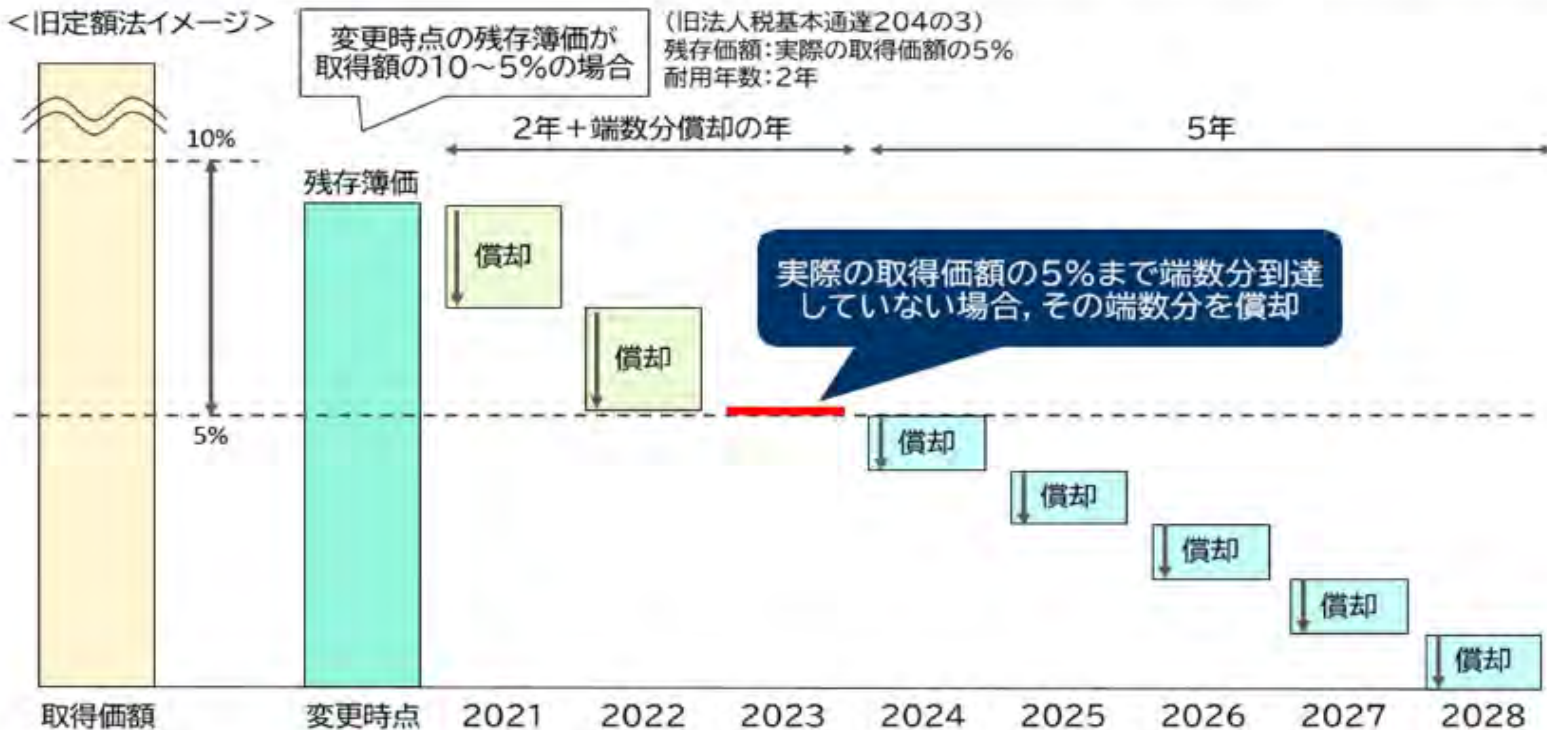 ＜旧定額法イメージ＞
変更時点の残存簿価が
取得額の10～5％の場合
(旧法人税基本通達204の3)
残存価額：実際の取得価額の5％
耐用年数：2年
2年＋端数分償却の年
5年
10%
残存簿価
償却
償却
実際の取得価額の5％まで端数分到達
していない場合，その端数分を償却
5%
償却
償却
償却
償却
償却
取得価額
変更時点
2021
2022
2023
2024
2025
2026
2027
2028